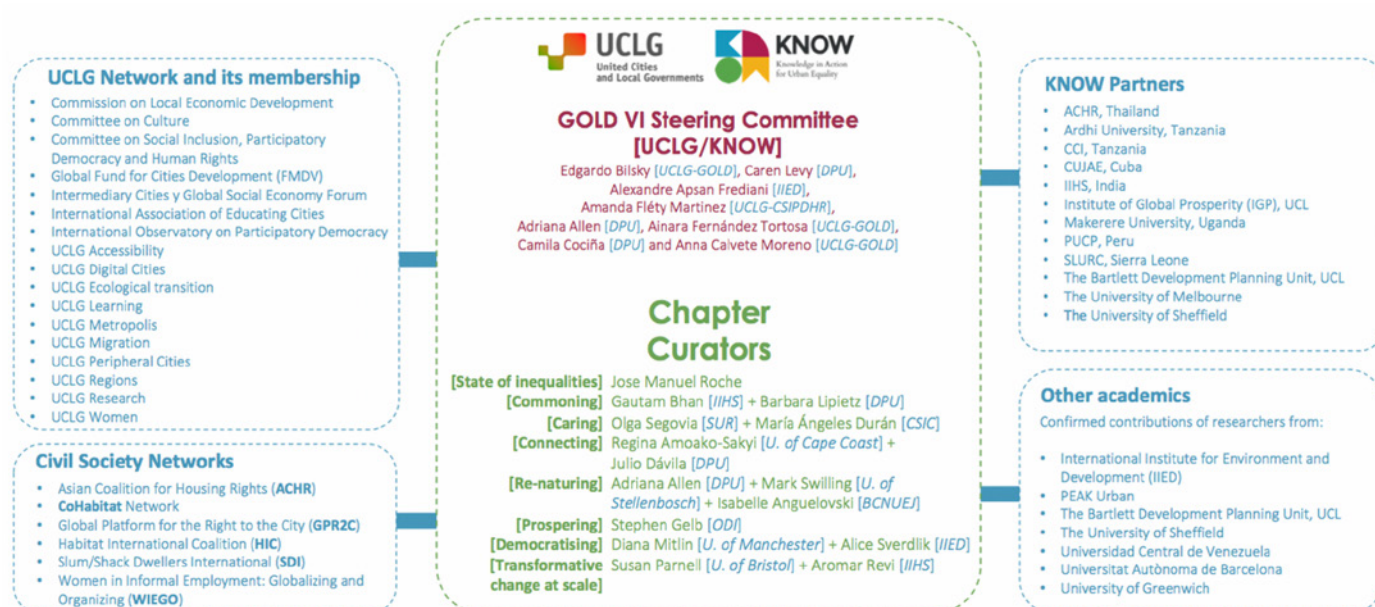 UCLG Network and its membership
• Commission on Local Economic Development
• Committee on Culture
• Committee on Social Inclusion, Participatory
Democracy and Human Rights
• Global Fund for Cities Development (FMDV)
• Intermediary Cities y Global Social Economy Forum
• International Association of Educating Cities
• International Observatory on Participatory Democracy
• UCLG Accessibility
• UCLG Digital Cities
• UCLG Ecological transition
• UCLG Learning
• UCLG Metropolis
• UCLG Migration
• UCLG Peripheral Cities
• UCLG Regions
• UCLG Research
• UCLG Women
Civil Society Networks
• Asian Coalition for Housing Rights (ACHR)
• CoHabitat Network
• Global Platform for the Right to the City (GPR2C)
• Habitat International Coalition (HIC)
• Slum/Shack Dwellers International (SDI)
• Women in Informal Employment: Globalizing and
Organizing (WIEGO)
UCLG
United Cities
and Local Governments
KNOW
Knowledge in Action
for Urban Equality
GOLD VI Steering Committee
[UCLG/KNOW]
Edgardo Bilsky [UCLG-GOLD], Caren Levy [DPU],
Alexandre Apsan Frediani [IIED],
Amanda Fléty Martinez [UCLG-CSIPDHR],
Adriana Allen [DPU], Ainara Fernández Tortosa [UCLG-GOLD],
Camila Cociña [DPU] and Anna Calvete Moreno [UCLG-GOLD]
Chapter
Curators
[State of inequalities] Jose Manuel Roche
[Commoning] Gautam Bhan [IIHS] + Barbara Lipietz [DPU]
[Caring] Olga Segovia [SUR] + María Ángeles Durán [CSIC]
[Connecting] Regina Amoako-Sakyi [U. of Cape Coast] +
Julio Dávila [DPU]
[Re-naturing] Adriana Allen [DPU] + Mark Swilling [U. of
Stellenbosch] + Isabelle Anguelovski [BCNUEJ]
[Prospering] Stephen Gelb [ODI]
[Democratising] Diana Mitlin [U. of Manchester] + Alice Sverdlik [IIED]
[Transformative Susan Parnell [U. of Bristol] + Aromar Revi [IIHS]
change at scale]
KNOW Partners
• ACHR, Thailand
• Ardhi University, Tanzania
• CCI, Tanzania
• CUJAE, Cuba
• IIHS, India
• Institute of Global Prosperity (IGP), UCL
• Makerere University, Uganda
• PUCP, Peru
• SLURC, Sierra Leone
• The Bartlett Development Planning Unit, UCL
• The University of Melbourne
• The University of Sheffield
Other academics
Confirmed contributions of researchers from:
• International Institute for Environment and
Development (IIED)
• PEAK Urban
• The Bartlett Development Planning Unit, UCL
• The University of Sheffield
• Universidad Central de Venezuela
• Universitat Autònoma de Barcelona
• University of Greenwich